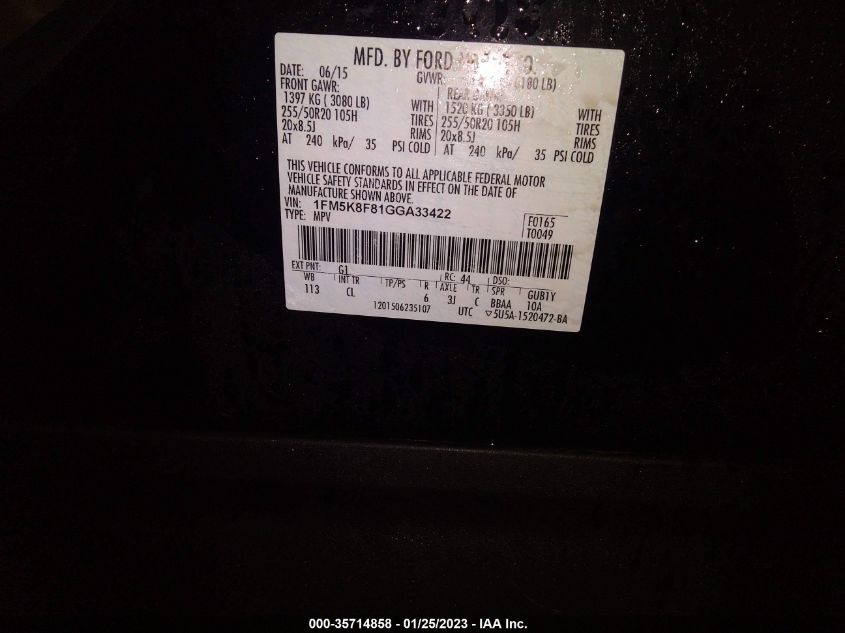 MFD. BY FORD
DATE: 06/15 GVWR:
FRONT GAWR: REAR
1397 KG ( 3080 LB) WITH 1520 KG ( 3350 LB) WITH
255/50R20 105H TIRES 255/50R20 105H TIRES
20x8.5J RIMS 20x8.5J RIMS
AT 240 kPa/ 35 PSI COLD AT 240 kPa/ 35 PSI COLD
THIS VEHICLE CONFORMS TO ALL APPLICABLE FEDERAL MOTOR
VEHICLE SAFETY STANDARDS IN EFFECT ON THE DATE OF
MANUFACTURE SHOWN ABOVE.
VIN: 1FM5K8F81GGA33422
TYPE: MPV
F0165
T0049
EXT PNT: G1 RC: 44 DSO:
WB INT TR TP/PS R AXLE TR SPR GUB1Y
113 CL 6 3J C BBAA 10A
1201506235107 UTC ▽5U5A-1520472-BA
000-35714858 - 01/25/2023 - IAA Inc.